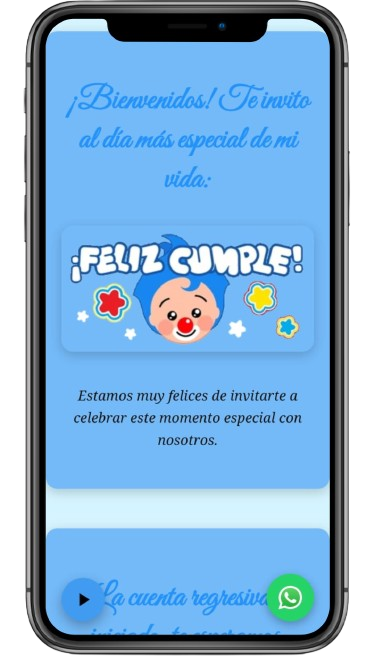 ¡Bienvenidos! Te invito
al día más especial de mi
vida:
¡FELIZ CUMPLE!
Estamos muy felices de invitarte a
celebrar este momento especial con
nosotros.
La cuenta regresiva